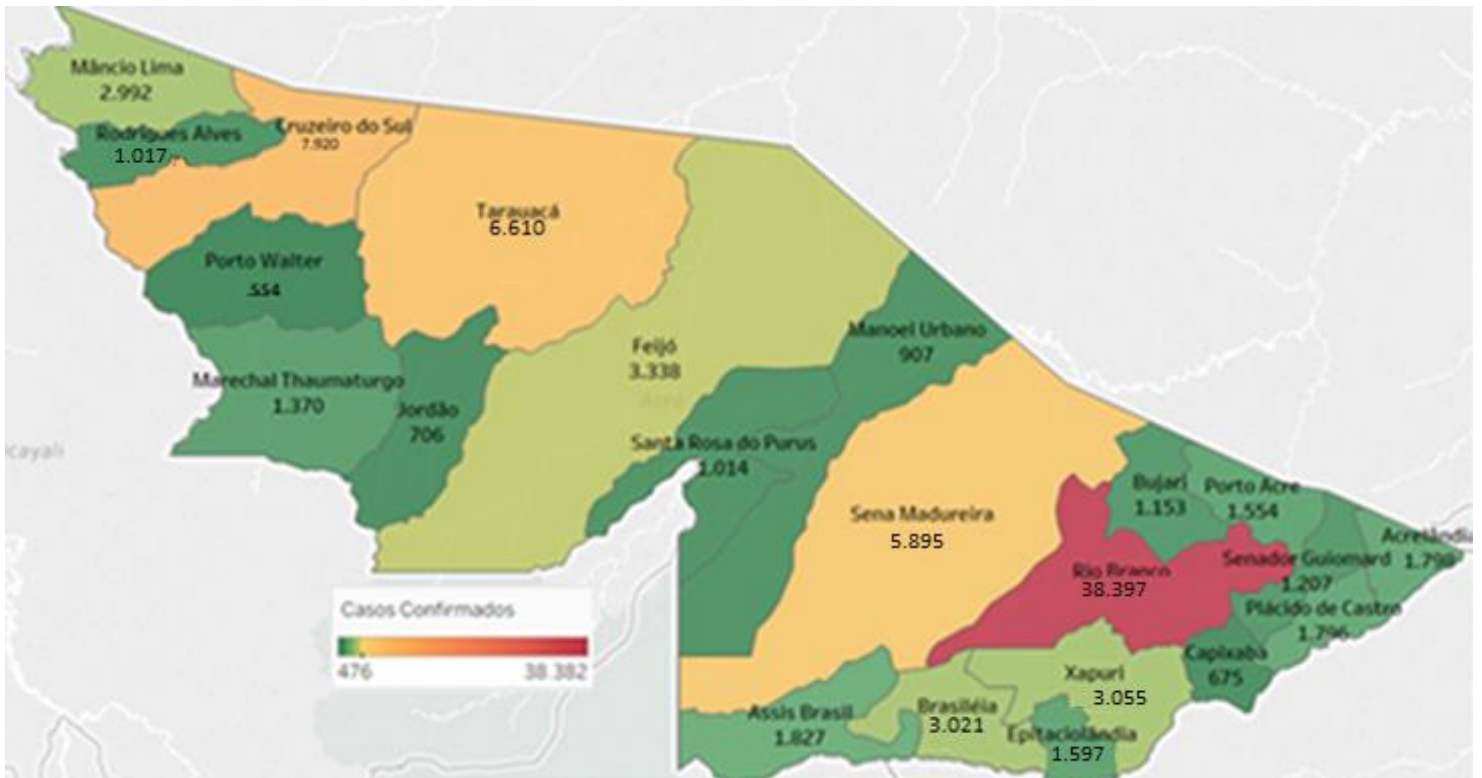 Mâncio Lima
2.992
Rodrigues Alves
1.017
Cruzeiro do Sul
7.920
Tarauacá
6.610
Porto Walter
.554
Feijó
3.338
Acre
Manoel Urbano
907
Marechal Thaumaturgo
1.370
Jordão
706
Santa Rosa do Purus
1.014
cayali
Sena Madureira
5.895
Bujari
1.153
Porto Acre
1.554
Acrelândia
Senador Guiomard
1.207
Rio Branco
38.397
Plácido de Castro
1.796
Capixaba
675
Xapuri
3.055
Assis Brasil
1.827
Brasiléia
3.021
Epitaciolândia
1.597
Casos Confirmados
476 38.382